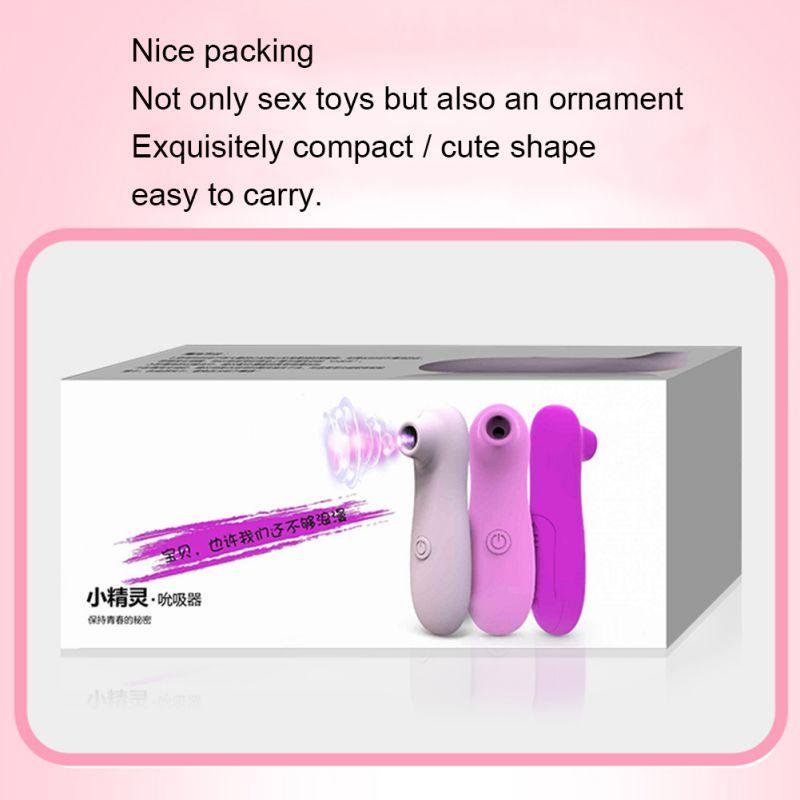 Nice packing
Not only sex toys but also an ornament
Exquisitely compact / cute shape
easy to carry.
宝贝，也许我们还不够浪漫
小精灵·吮吸器
保持青春的秘密